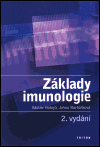 Základy
imunologie
Václav Hořejší, Jiřina Bartůňková
2. vydání
TRITON